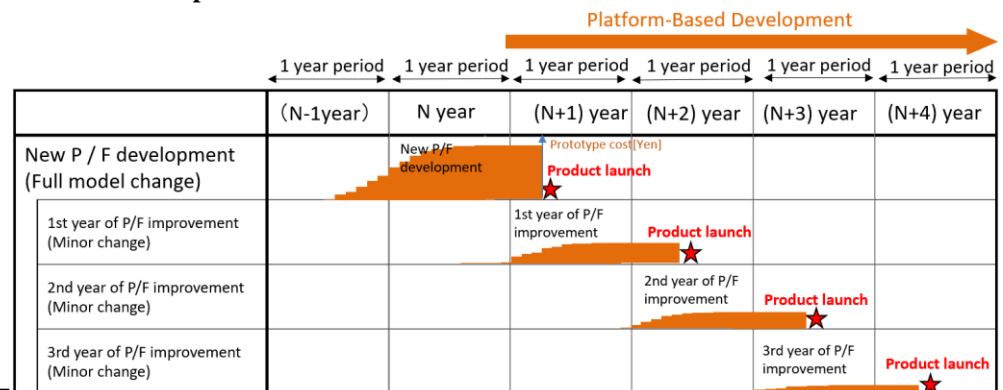 Platform-Based Development
1 year period 1 year period 1 year period 1 year period 1 year period 1 year period
（N-1year） N year (N+1) year (N+2) year (N+3) year (N+4) year
New P / F development
(Full model change)
New P/F
development
Prototype cost[Yen]
Product launch
1st year of P/F improvement
(Minor change)
1st year of P/F
improvement
Product launch
2nd year of P/F improvement
(Minor change)
2nd year of P/F
improvement
Product launch
3rd year of P/F improvement
(Minor change)
3rd year of P/F
improvement
Product launch